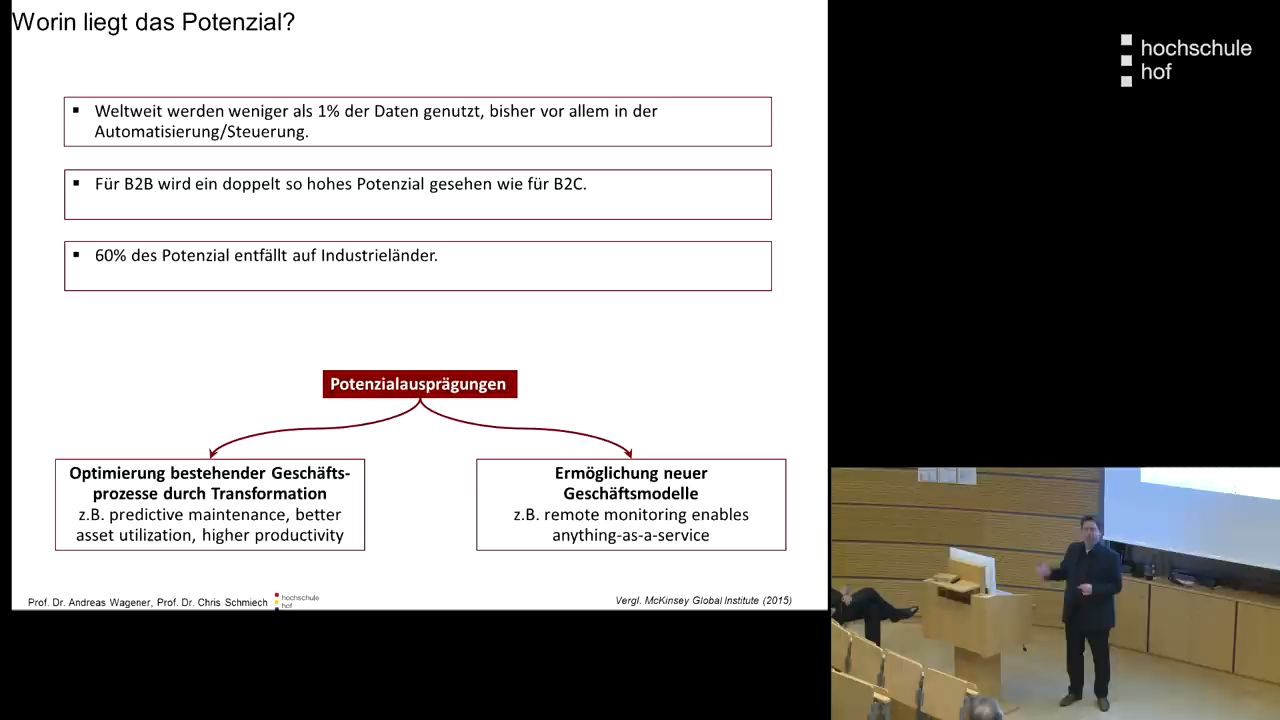 Worin liegt das Potenzial?
hochschule
hof
▪ Weltweit werden weniger als 1% der Daten genutzt, bisher vor allem in der
Automatisierung/Steuerung.
▪ Für B2B wird ein doppelt so hohes Potenzial gesehen wie für B2C.
▪ 60% des Potenzial entfällt auf Industrieländer.
Potenzialausprägungen
Optimierung bestehender Geschäfts-
prozesse durch Transformation
z.B. predictive maintenance, better
asset utilization, higher productivity
Ermöglichung neuer
Geschäftsmodelle
z.B. remote monitoring enables
anything-as-a-service
Prof. Dr. Andreas Wagener, Prof. Dr. Chris Schmiech
hochschule
hof
Vergl. McKinsey Global Institute (2015)